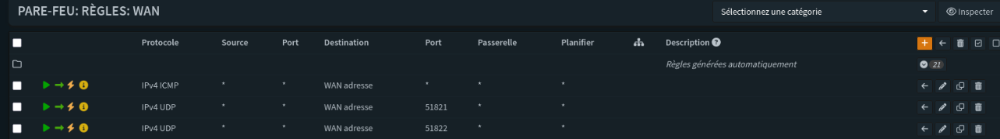 PARE-FEU: RÈGLES: WAN Sélectionnez une catégorie Inspecter
Protocole Source Port Destination Port Passerelle Planifier Description
Règles générées automatiquement 21
IPv4 ICMP * * WAN adresse * * *
IPv4 UDP * * WAN adresse 51821 * *
IPv4 UDP * * WAN adresse 51822 * *